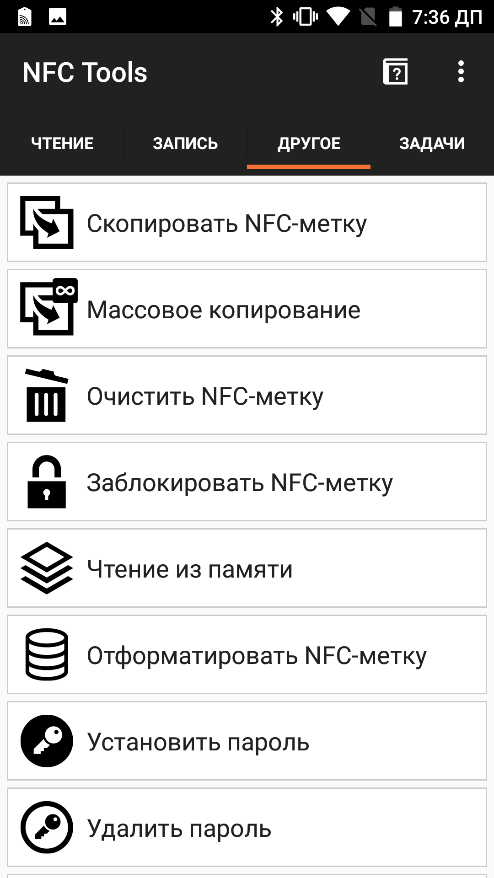 7:36 ДП
NFC Tools
ЧТЕНИЕ ЗАПИСЬ ДРУГОЕ ЗАДАЧИ
Скопировать NFC-метку
Массовое копирование
Очистить NFC-метку
Заблокировать NFC-метку
Чтение из памяти
Отформатировать NFC-метку
Установить пароль
Удалить пароль